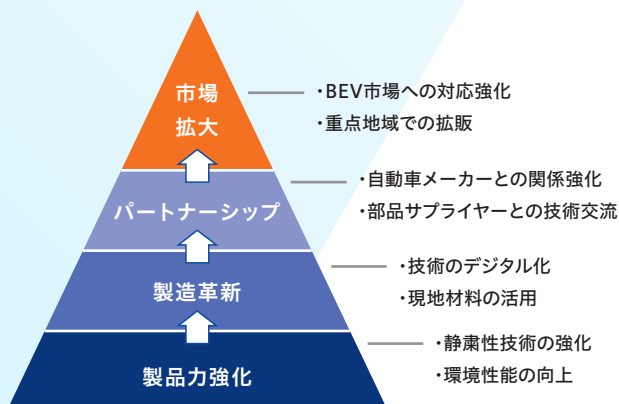 市場
拡大
・BEV市場への対応強化
・重点地域での拡販
パートナーシップ
・自動車メーカーとの関係強化
・部品サプライヤーとの技術交流
製造革新
・技術のデジタル化
・現地材料の活用
製品力強化
・静粛性技術の強化
・環境性能の向上